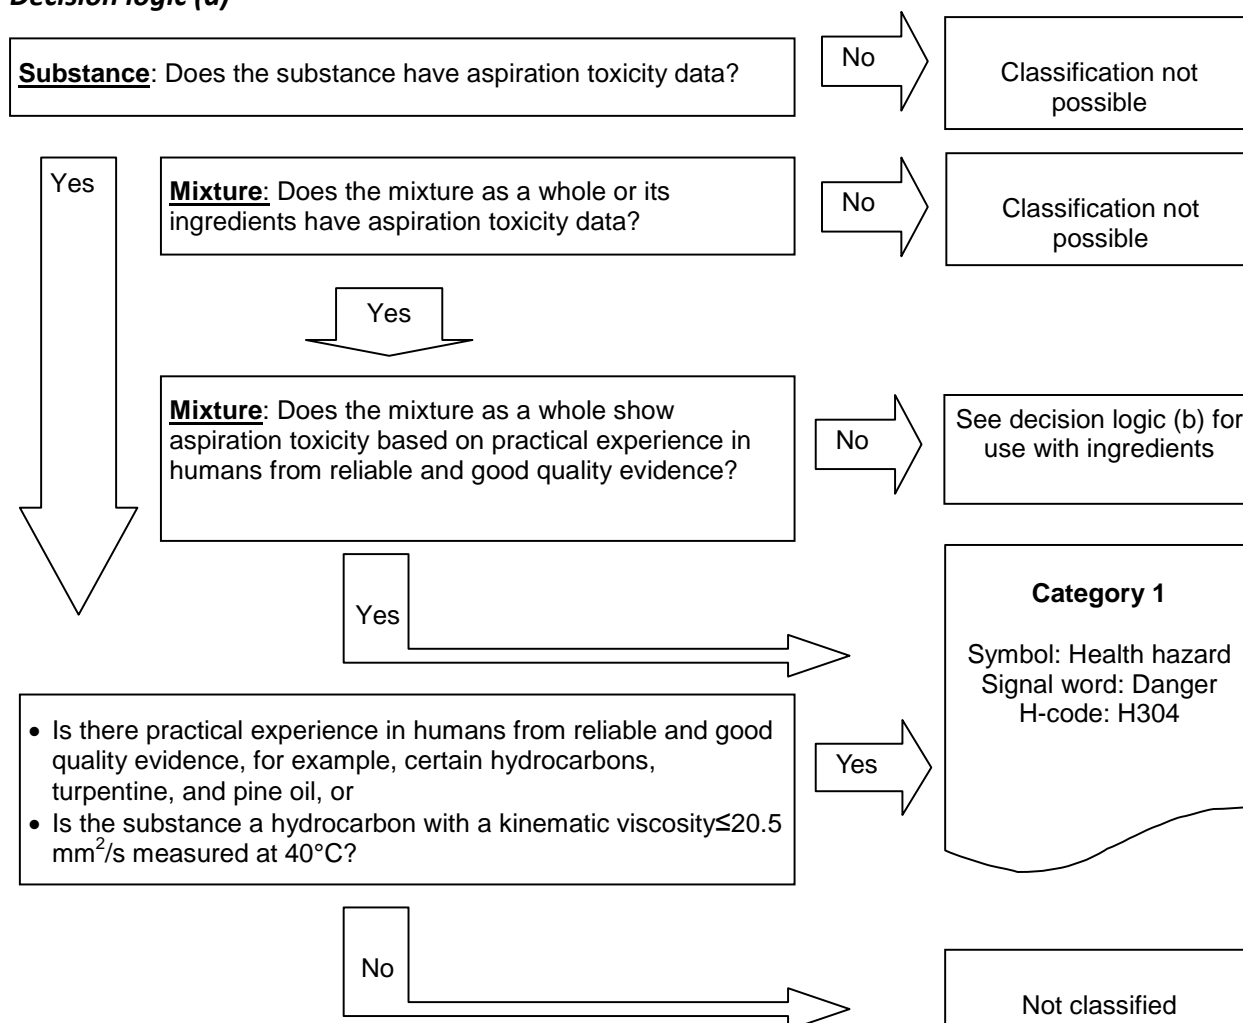 Decision logic (a)
Substance: Does the substance have aspiration toxicity data?
No
Classification not
possible
Yes
Mixture: Does the mixture as a whole or its
ingredients have aspiration toxicity data?
No
Classification not
possible
Yes
Mixture: Does the mixture as a whole show
aspiration toxicity based on practical experience in
humans from reliable and good quality evidence?
No
See decision logic (b) for
use with ingredients
Yes
Category 1
Symbol: Health hazard
Signal word: Danger
H-code: H304
• Is there practical experience in humans from reliable and good
quality evidence, for example, certain hydrocarbons,
turpentine, and pine oil, or
• Is the substance a hydrocarbon with a kinematic viscosity≤20.5
mm²/s measured at 40°C?
Yes
No
Not classified